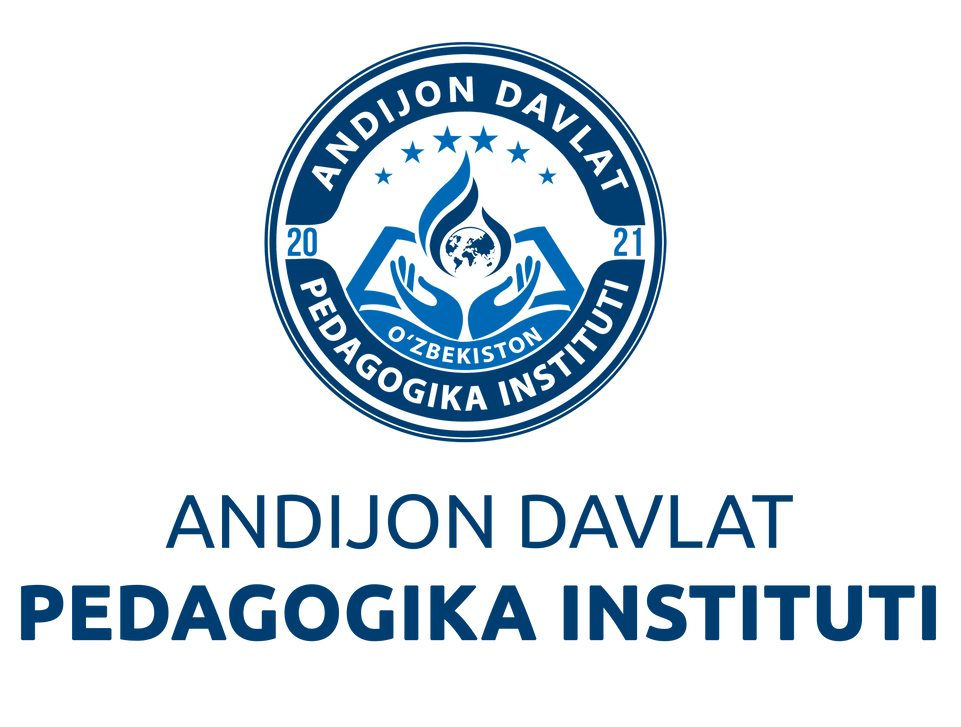 ANDIJON DAVLAT
20 21
PEDAGOGIKA INSTITUTI
O‘ZBEKISTON
ANDIJON DAVLAT
PEDAGOGIKA INSTITUTI